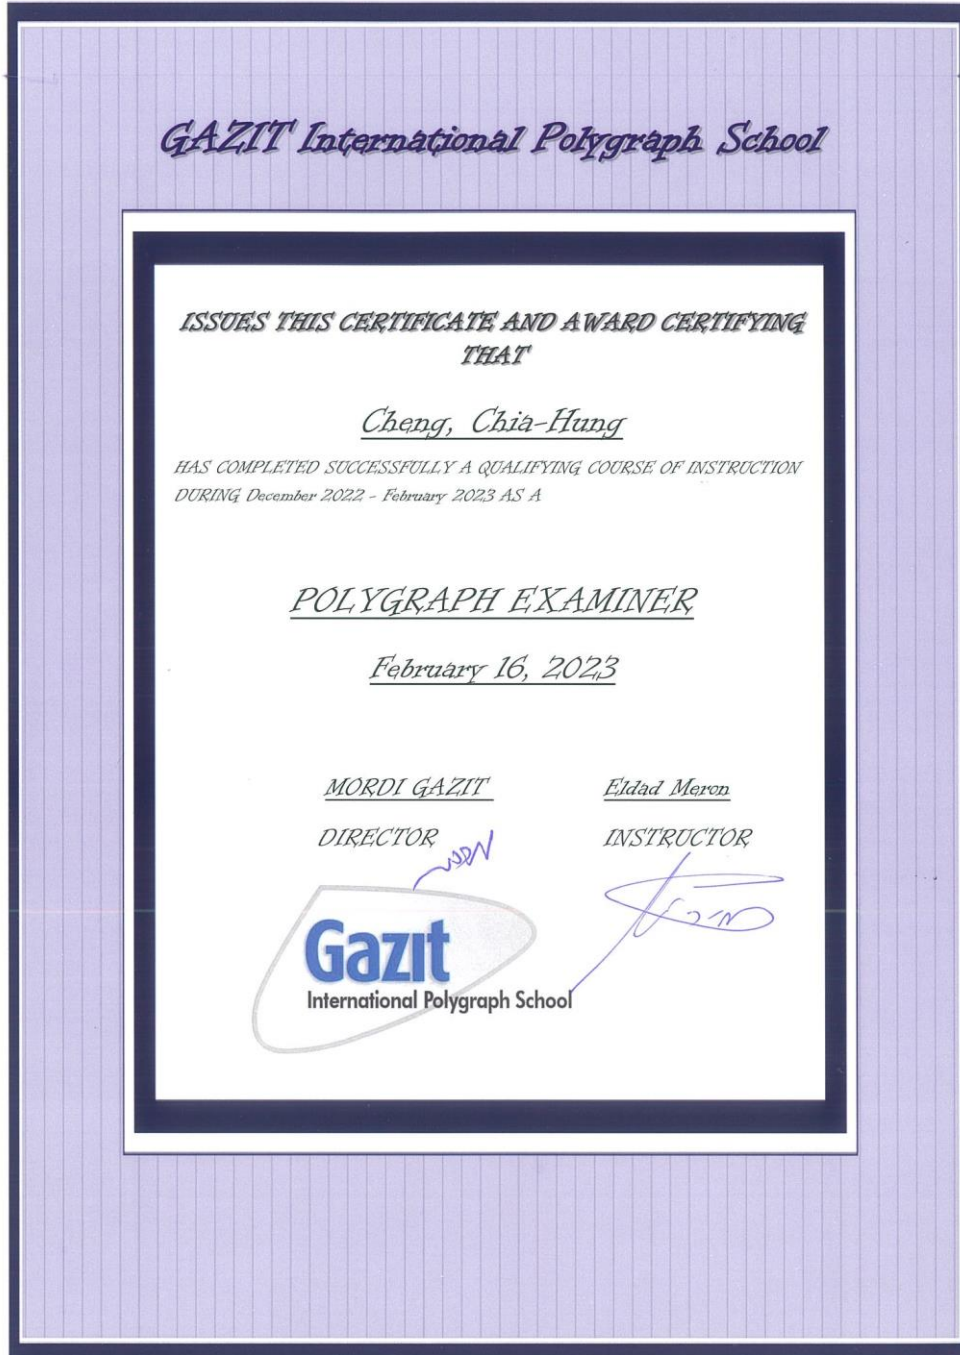 GAZIT International Polygraph School
ISSUES THIS CERTIFICATE AND AWARD CERTIFYING
THAT
Cheng, Chia-Hung
HAS COMPLETED SUCCESSFULLY A QUALIFYING COURSE OF INSTRUCTION
DURING December 2022 - February 2023 AS A
POLYGRAPH EXAMINER
February 16, 2023
MORDI GAZIT Eldad Meron
DIRECTOR INSTRUCTOR
Gazit
International Polygraph School